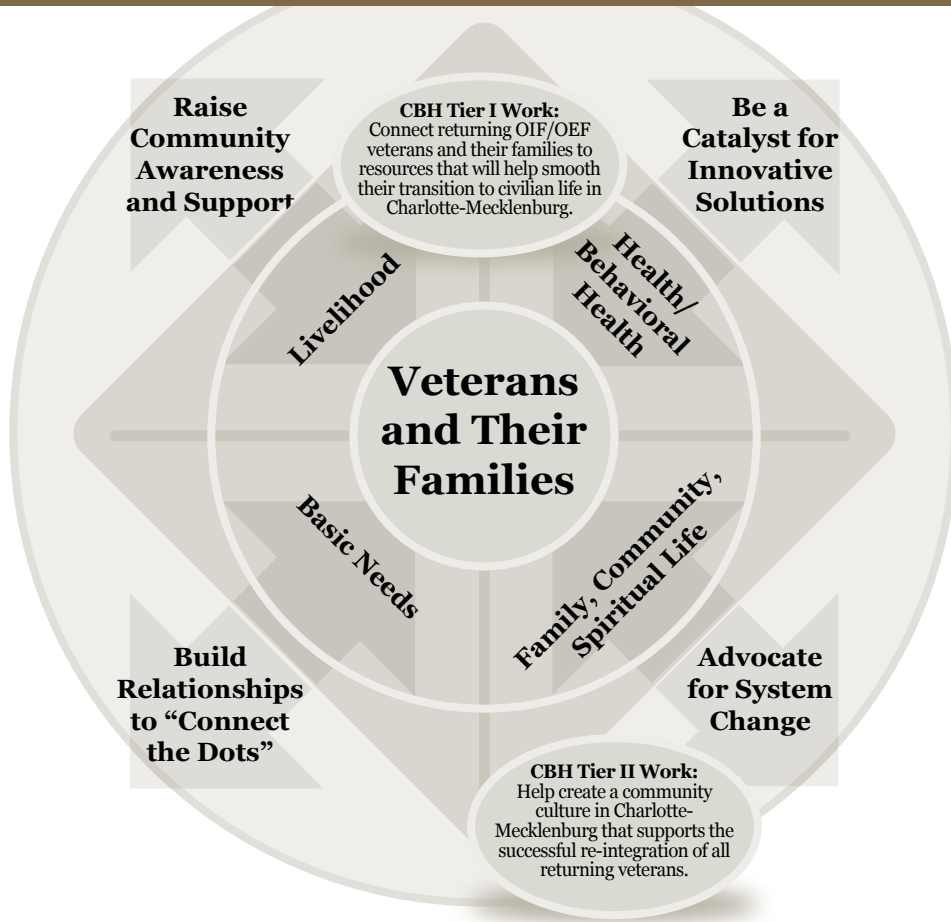 Raise
Community
Awareness
and Support
CBH Tier I Work:
Connect returning OIF/OEF
veterans and their families to
resources that will help smooth
their transition to civilian life in
Charlotte-Mecklenburg.
Be a
Catalyst for
Innovative
Solutions
Livelihood
Health/
Behavioral
Health
Veterans
and Their
Families
Basic Needs
Family, Community,
Spiritual Life
Build
Relationships
to “Connect
the Dots”
Advocate
for System
Change
CBH Tier II Work:
Help create a community
culture in Charlotte-
Mecklenburg that supports the
successful re-integration of all
returning veterans.